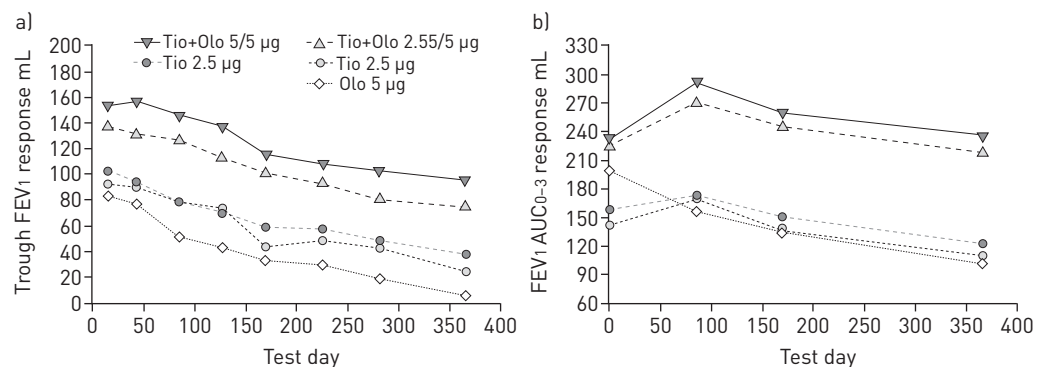 a)
200
180
160
140
120
100
80
60
40
20
0
Trough FEV1 response mL
Tio+Olo 5/5 µg
Tio+Olo 2.55/5 µg
Tio 2.5 µg
Tio 2.5 µg
Olo 5 µg
0 50 100 150 200 250 300 350 400
Test day
b)
330
300
270
240
210
180
150
120
90
60
FEV1 AUC0–3 response mL
0 50 100 150 200 250 300 350 400
Test day